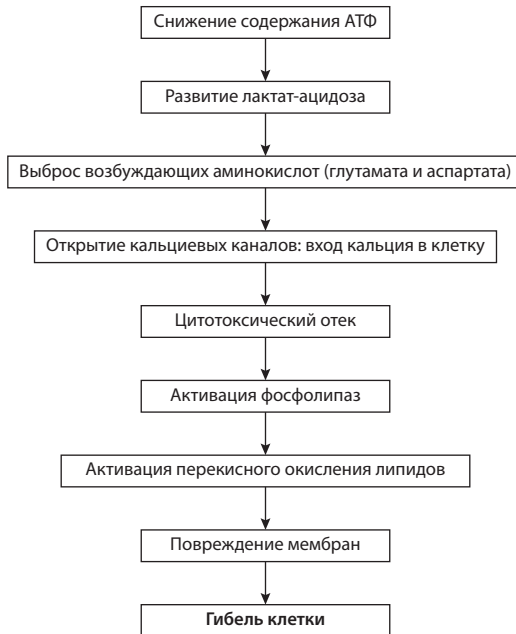 Снижение содержания АТФ
Развитие лактат-ацидоза
Выброс возбуждающих аминокислот (глутамата и аспартата)
Открытие кальциевых каналов: вход кальция в клетку
Цитотоксический отек
Активация фосфолипаз
Активация перекисного окисления липидов
Повреждение мембран
Гибель клетки